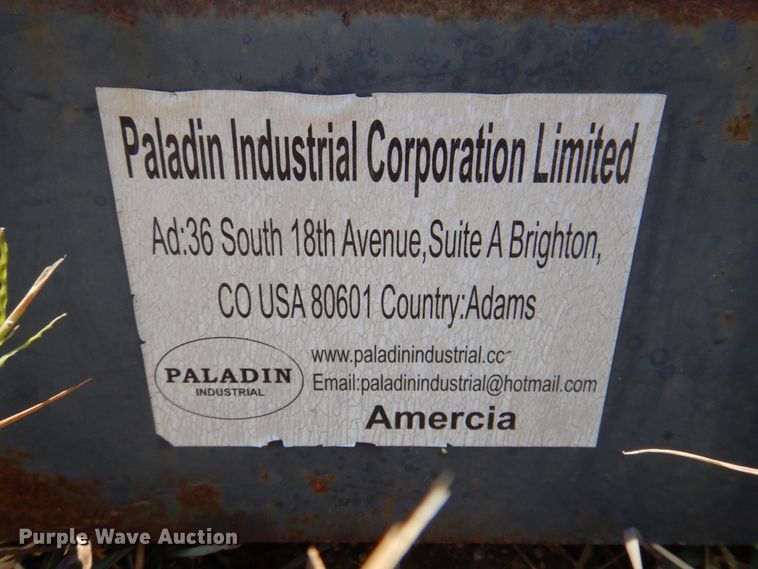 Paladin Industrial Corporation Limited
Ad:36 South 18th Avenue,Suite A Brighton,
CO USA 80601 Country:Adams
PALADIN
INDUSTRIAL
www.paladinindustrial.cc
Email:paladinindustrial@hotmail.com
Amercia
Purple Wave Auction